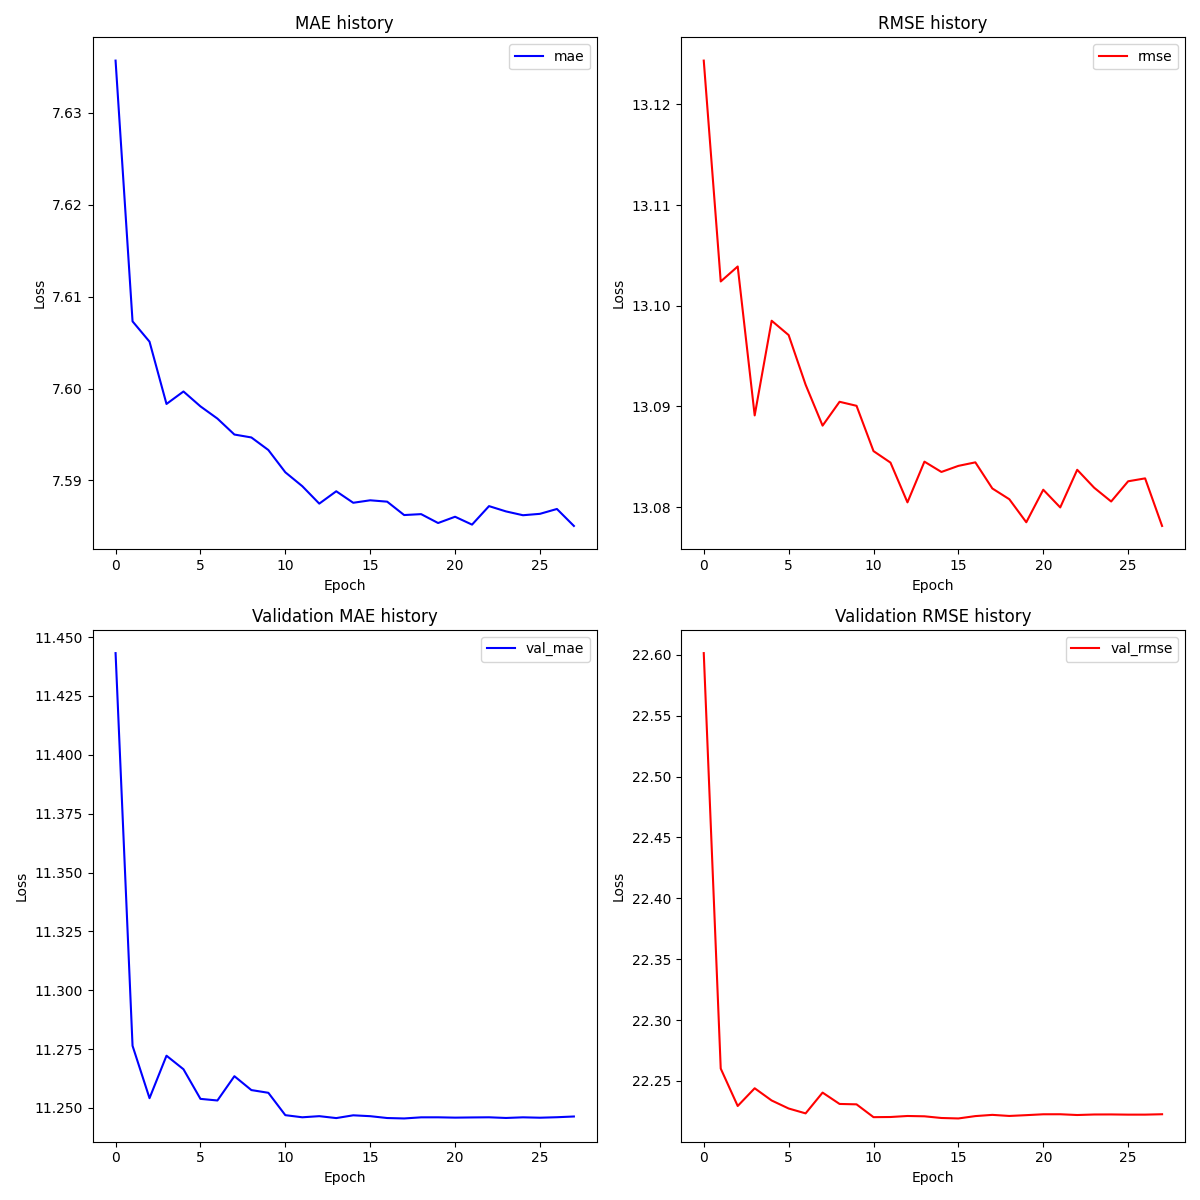 MAE history
mae
7.63
7.62
7.61
7.60
7.59
Loss
0 5 10 15 20 25
Epoch
RMSE history
rmse
13.12
13.11
13.10
13.09
13.08
Loss
0 5 10 15 20 25
Epoch
Validation MAE history
val_mae
11.450
11.425
11.400
11.375
11.350
11.325
11.300
11.275
11.250
Loss
0 5 10 15 20 25
Epoch
Validation RMSE history
val_rmse
22.60
22.55
22.50
22.45
22.40
22.35
22.30
22.25
Loss
0 5 10 15 20 25
Epoch